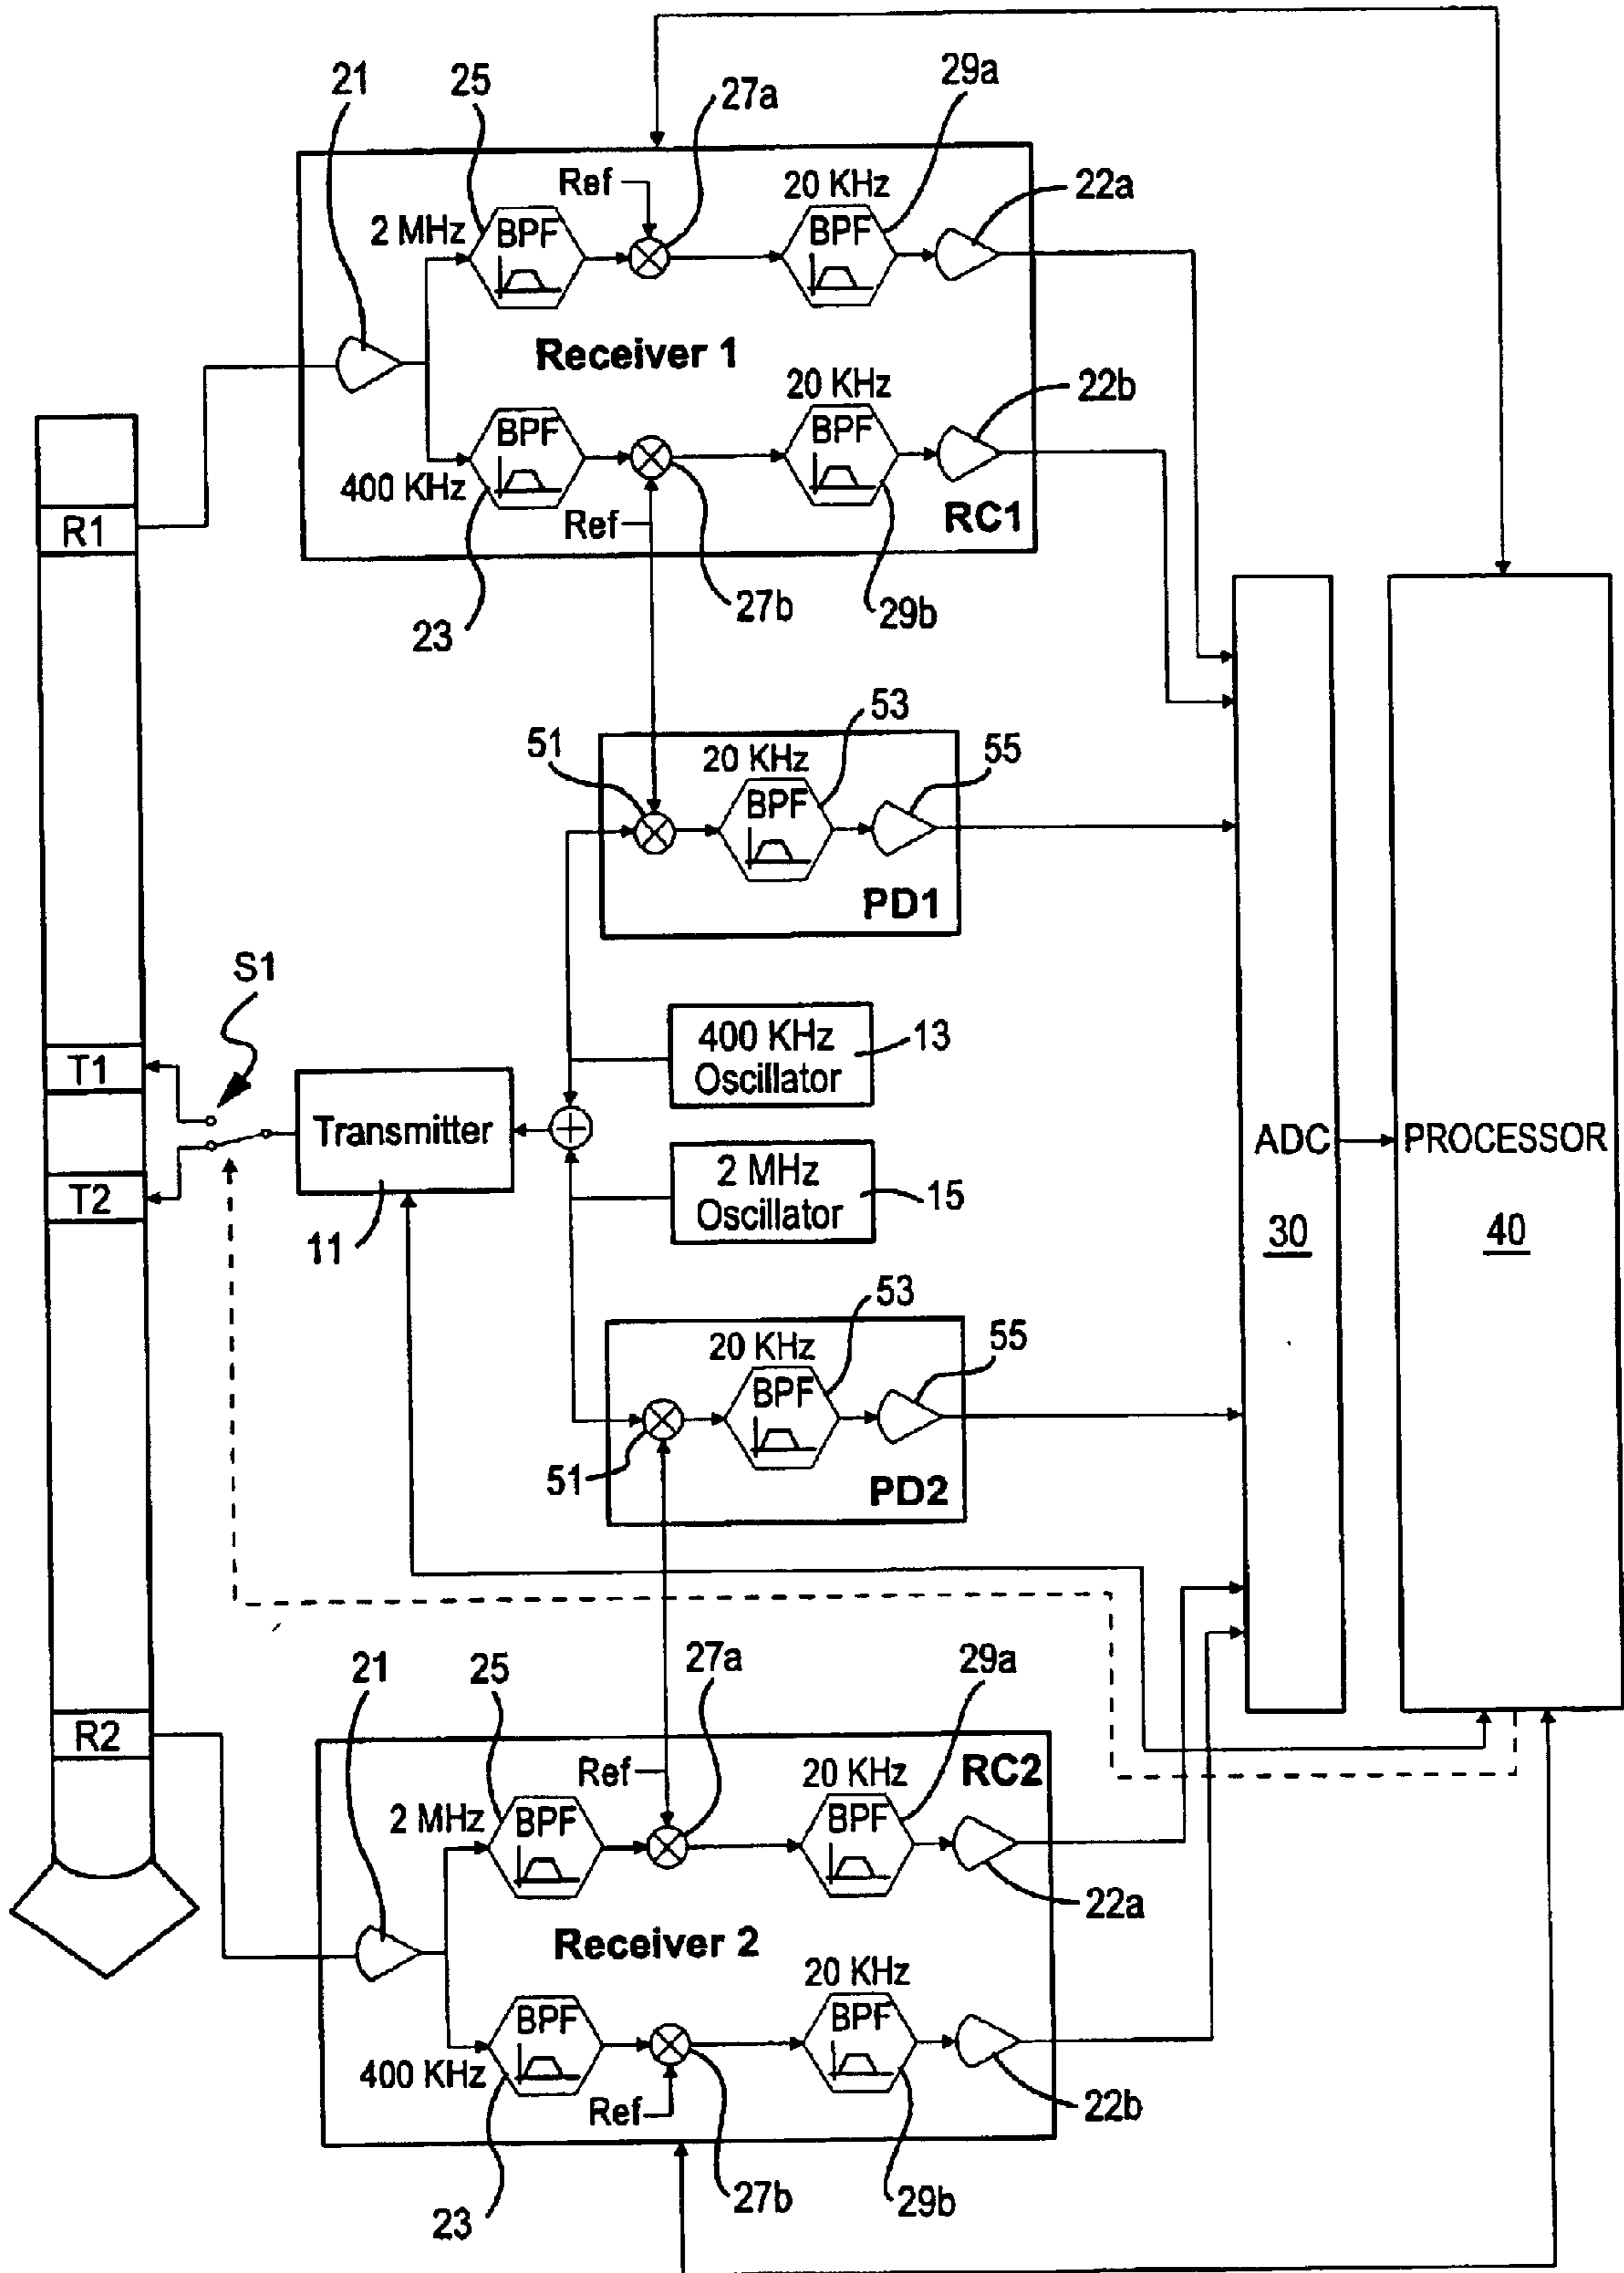 21
25
27a
29a
Ref
20 KHz
22a
2 MHz
BPF
BPF
Receiver 1
20 KHz
22b
BPF
BPF
400 KHz
Ref
RC1
R1
23
27b
29b
51
53
55
20 KHz
BPF
PD1
S1
T1
400 KHz
Oscillator
13
Transmitter
+
2 MHz
Oscillator
15
T2
11
ADC
30
PROCESSOR
40
53
55
20 KHz
BPF
51
PD2
21
25
27a
29a
R2
Ref
20 KHz
RC2
2 MHz
BPF
BPF
22a
Receiver 2
20 KHz
BPF
BPF
400 KHz
Ref
22b
23
27b
29b